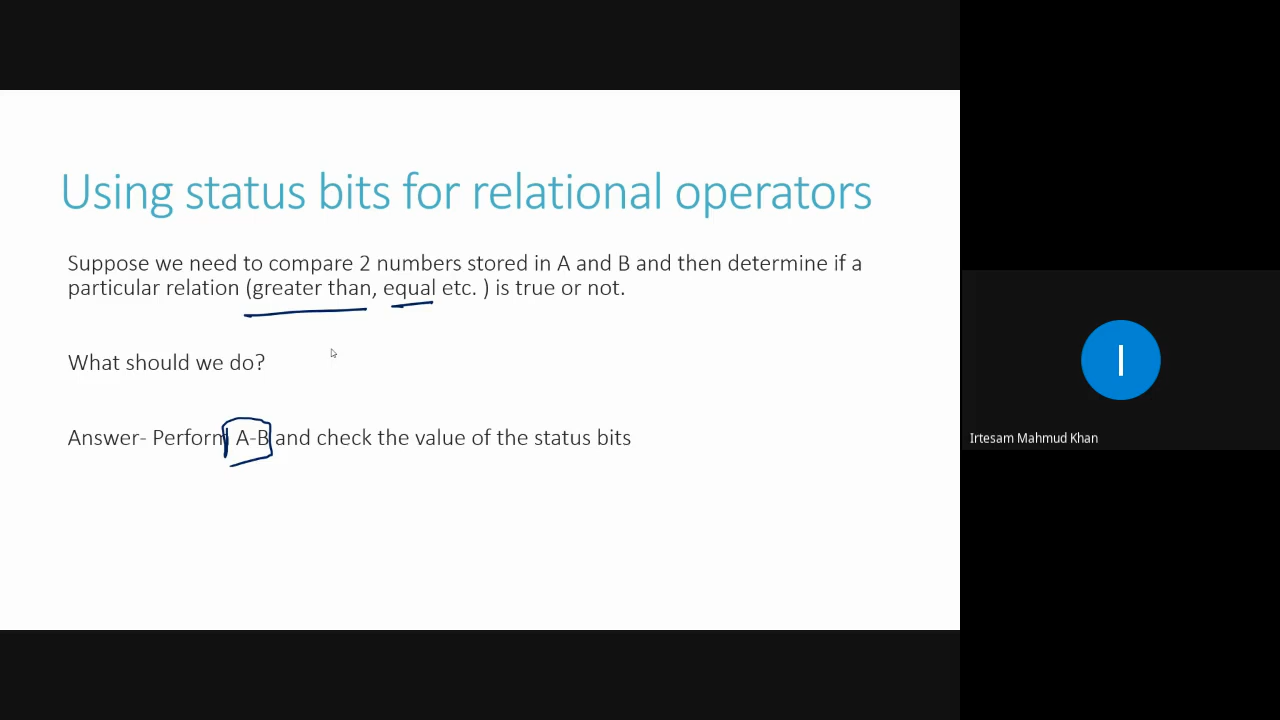 Using status bits for relational operators
Suppose we need to compare 2 numbers stored in A and B and then determine if a
particular relation (greater than, equal etc. ) is true or not.
What should we do?
Answer- Perform A-B and check the value of the status bits
I
Irtesam Mahmud Khan